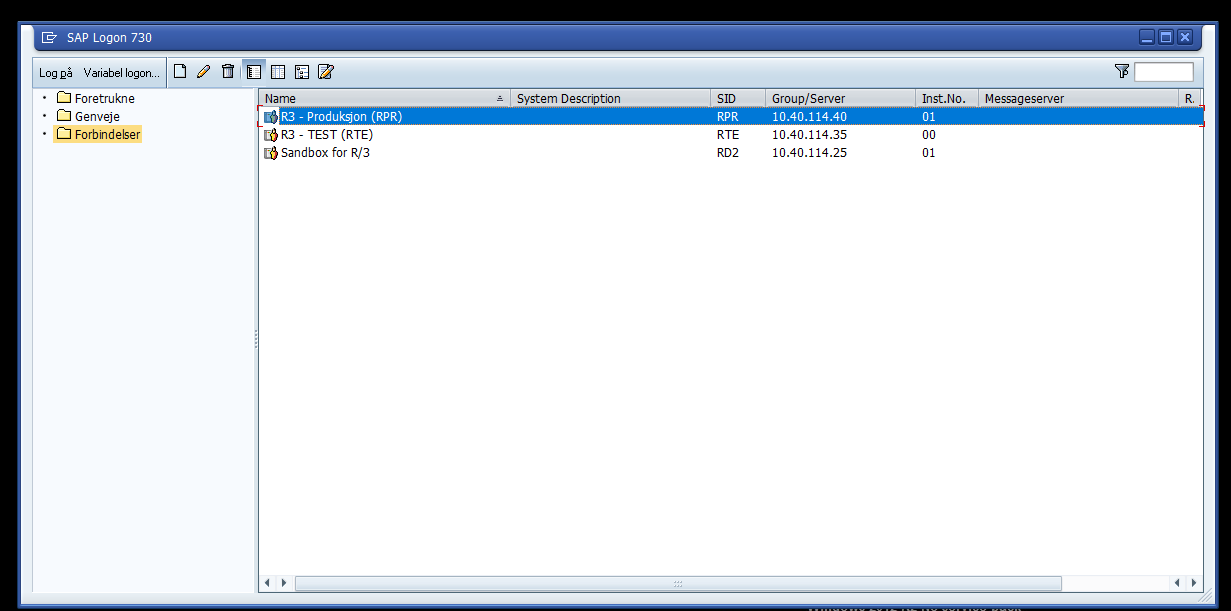 SAP Logon 730
Log på Variabel logon...
Foretrukne
Genveje
Forbindelser
Name System Description SID Group/Server Inst.No. Messageserver R.
R3 - Produksjon (RPR) RPR 10.40.114.40 01
R3 - TEST (RTE) RTE 10.40.114.35 00
Sandbox for R/3 RD2 10.40.114.25 01